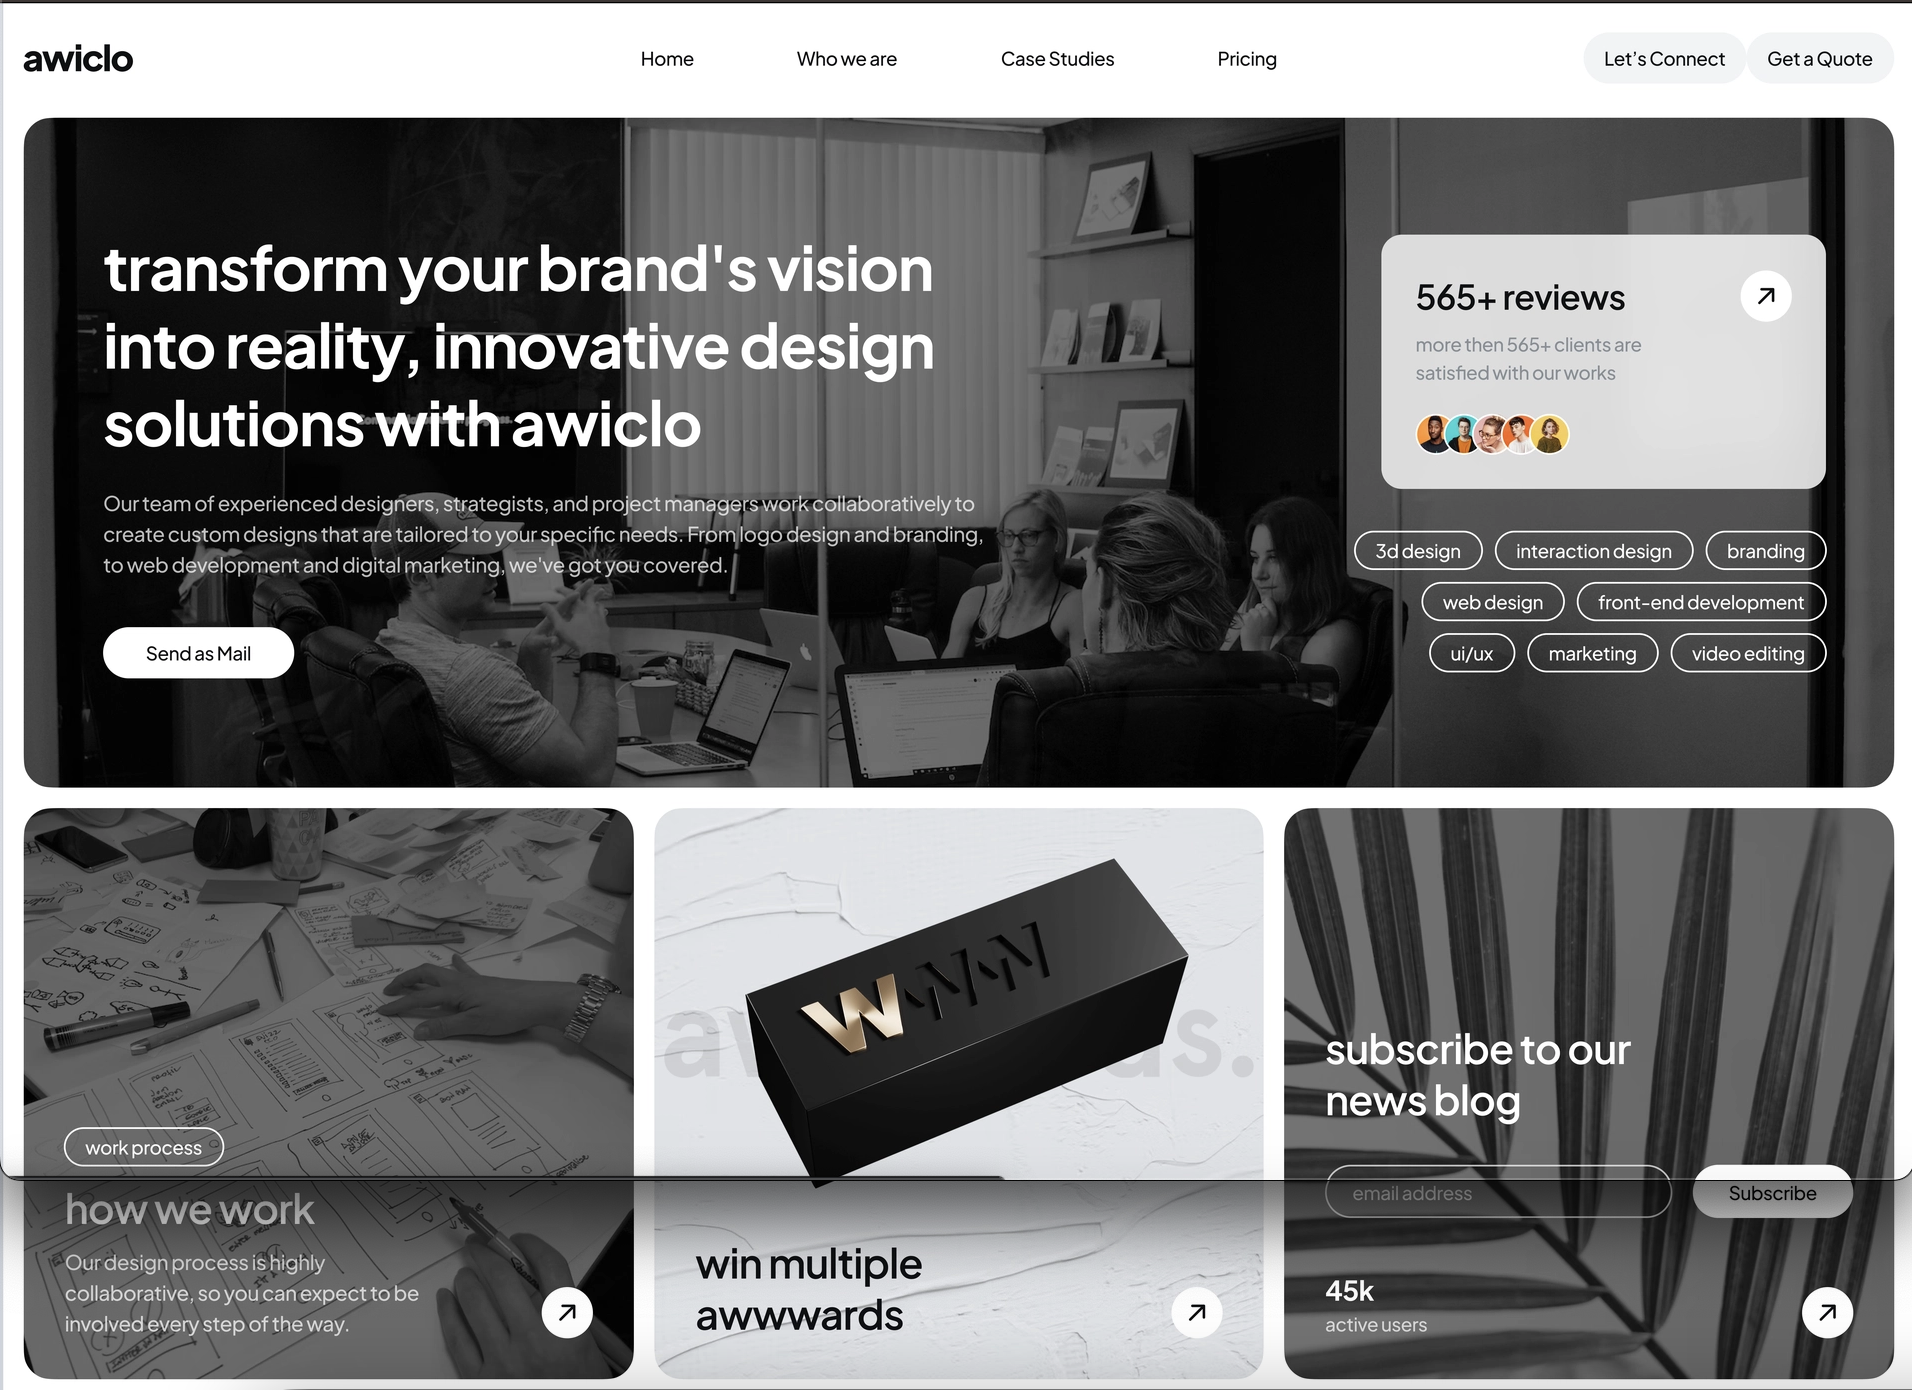 awiclo
Home
Who we are
Case Studies
Pricing
Let's Connect
Get a Quote
transform your brand's vision
into reality, innovative design
solutions with awiclo
Our team of experienced designers, strategists, and project managers work collaboratively to
create custom designs that are tailored to your specific needs. From logo design and branding,
to web development and digital marketing, we've got you covered.
Send as Mail
565+ reviews
more then 565+ clients are
satisfied with our works
3d design
interaction design
branding
web design
front-end development
ui/ux
marketing
video editing
work process
how we work
Our design process is highly
collaborative, so you can expect to be
involved every step of the way.
W
win multiple
awwwards
subscribe to our
news blog
email address
Subscribe
45k
active users